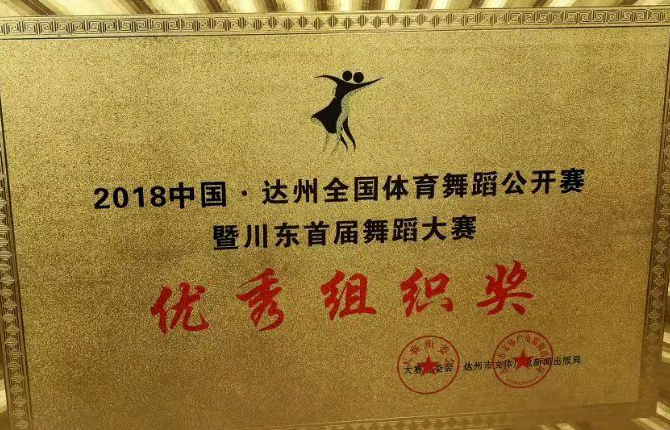 2018中国·达州全国体育舞蹈公开赛
暨川东首届舞蹈大赛
优秀组织奖
大赛组委会 达州市文体广电新闻出版局